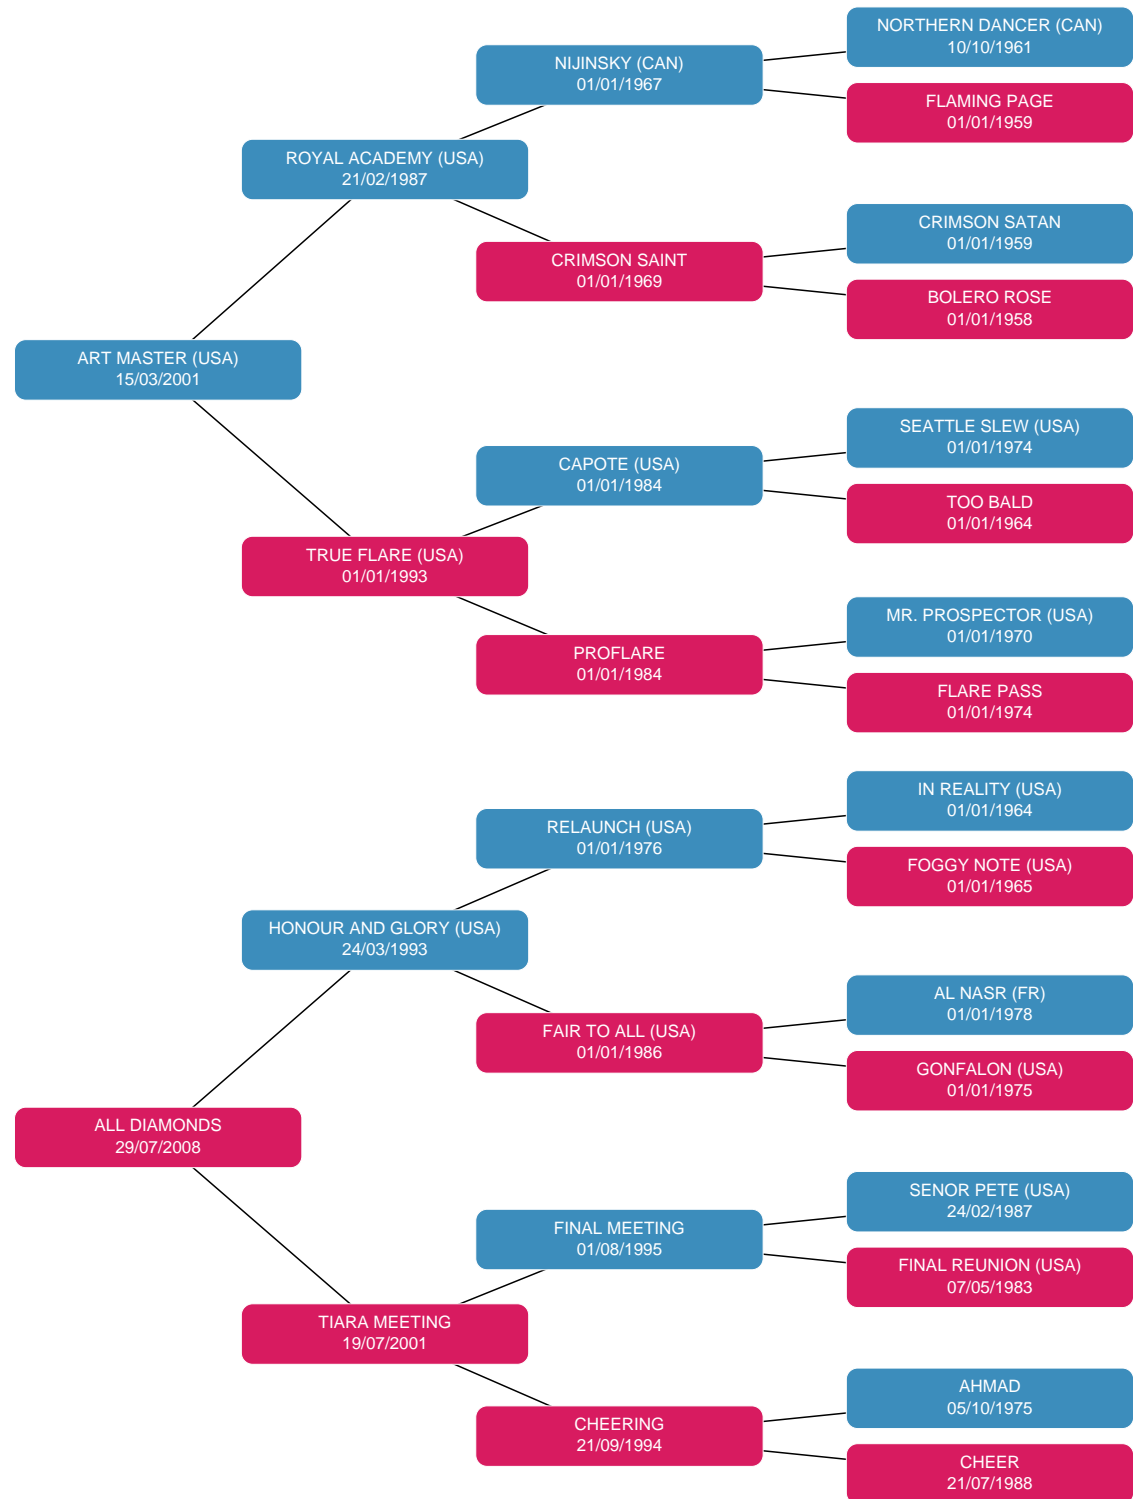 NORTHERN DANCER (CAN)
10/10/1961
NIJINSKY (CAN)
01/01/1967
FLAMING PAGE
01/01/1959
ROYAL ACADEMY (USA)
21/02/1987
CRIMSON SATAN
01/01/1959
CRIMSON SAINT
01/01/1969
BOLERO ROSE
01/01/1958
ART MASTER (USA)
15/03/2001
SEATTLE SLEW (USA)
01/01/1974
CAPOTE (USA)
01/01/1984
TOO BALD
01/01/1964
TRUE FLARE (USA)
01/01/1993
MR. PROSPECTOR (USA)
01/01/1970
PROFLARE
01/01/1984
FLARE PASS
01/01/1974
IN REALITY (USA)
01/01/1964
RELAUNCH (USA)
01/01/1976
FOGGY NOTE (USA)
01/01/1965
HONOUR AND GLORY (USA)
24/03/1993
AL NASR (FR)
01/01/1978
FAIR TO ALL (USA)
01/01/1986
GONFALON (USA)
01/01/1975
ALL DIAMONDS
29/07/2008
SENOR PETE (USA)
24/02/1987
FINAL MEETING
01/08/1995
FINAL REUNION (USA)
07/05/1983
TIARA MEETING
19/07/2001
AHMAD
05/10/1975
CHEERING
21/09/1994
CHEER
21/07/1988